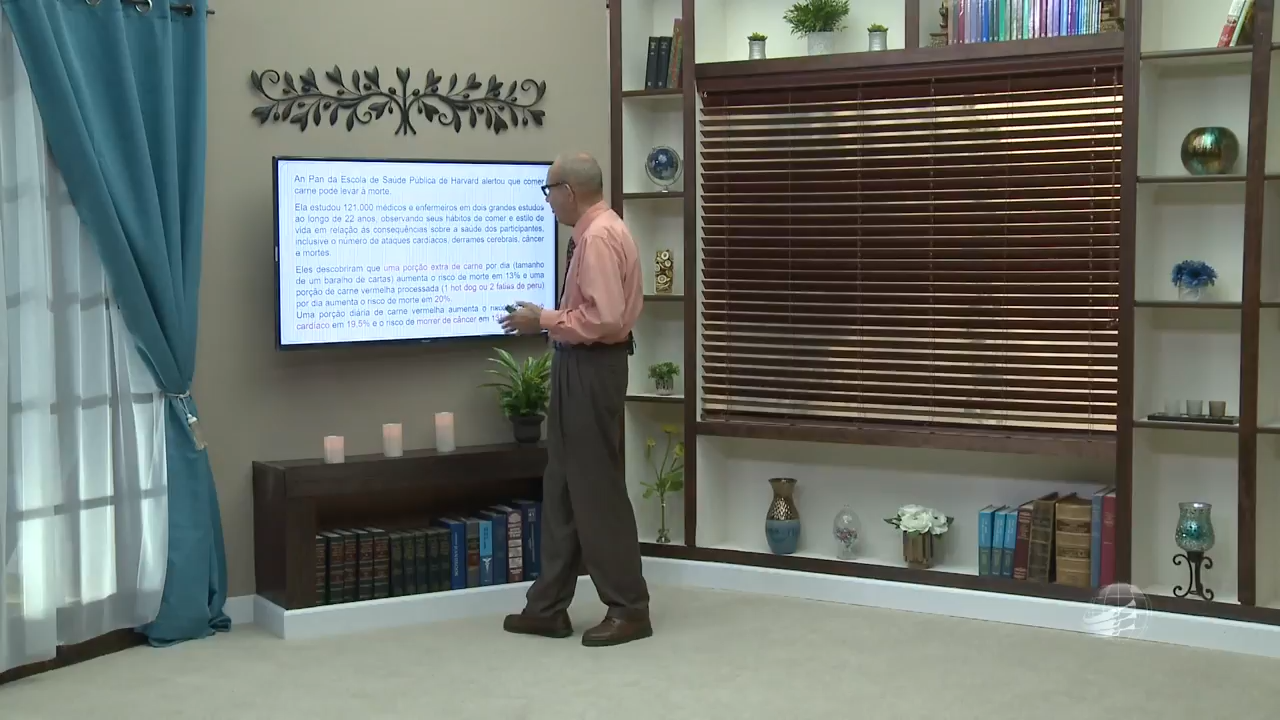 An Pan da Escola de Saúde Pública de Harvard alertou que comer
carne pode levar à morte.
Ela estudou 121.000 médicos e enfermeiros em dois grandes estudos
ao longo de 22 anos, observando seus hábitos de comer e estilo de
vida em relação às consequências sobre a saúde dos participantes,
inclusive o número de ataques cardíacos, derrames cerebrais, câncer
e mortes.
Eles descobriram que uma porção extra de carne por dia (tamanho
de um baralho de cartas) aumenta o risco de morte em 13% e uma
porção de carne vermelha processada (1 hot dog ou 2 fatias de peru)
por dia aumenta o risco de morte em 20%.
Uma porção diária de carne vermelha aumenta o
cardíaco em 19,5% e o risco de morrer de câncer em